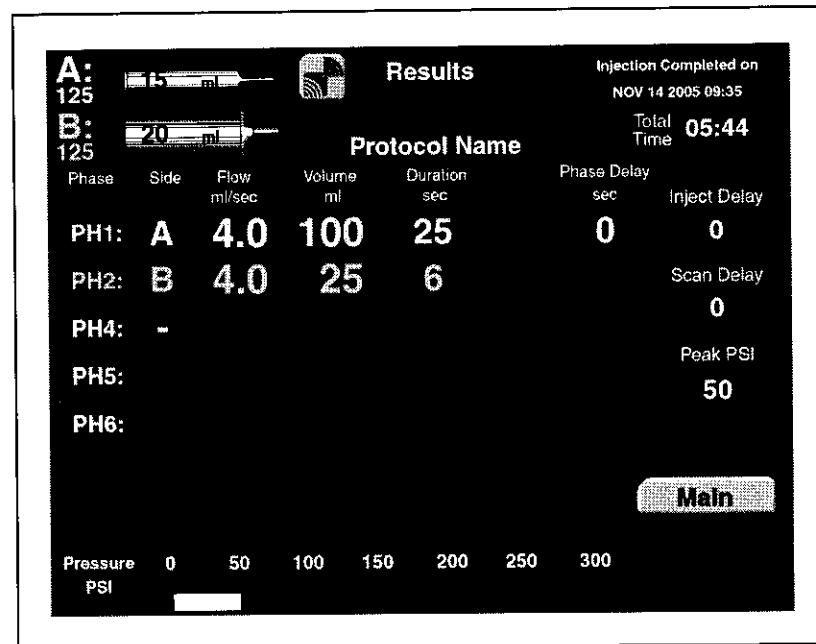 A: 15 ml Results Injection Completed on
125 NOV 14 2005 09:35
B: 20 ml Total Time 05:44
125 Protocol Name
Phase Side Flow ml/sec Volume ml Duration sec Phase Delay sec Inject Delay
PH1: A 4.0 100 25 0 0
PH2: B 4.0 25 6 Scan Delay
0
PH4: -
Peak PSI
PH5:
50
PH6:
Main
Pressure PSI 0 50 100 150 200 250 300